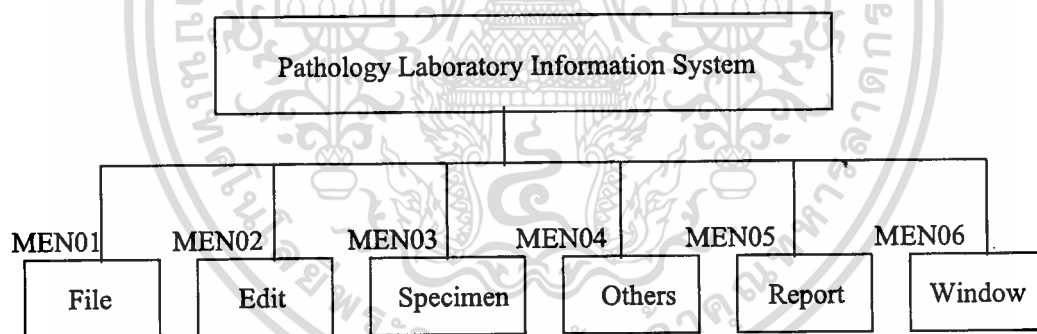 Pathology Laboratory Information System
MEN01 MEN02 MEN03 MEN04 MEN05 MEN06
File Edit Specimen Others Report Window